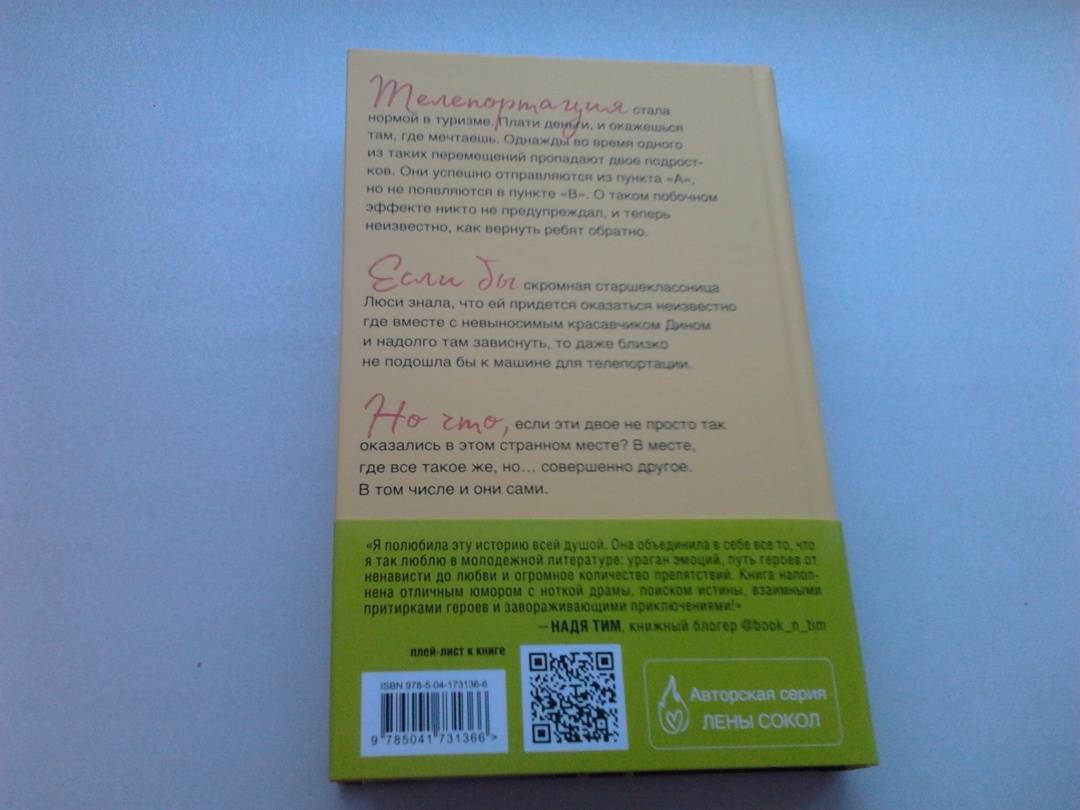 Телепортация стала
нормой в туризме. Плати деньги, и окажешься
там, где мечтаешь. Однажды во время одного
из таких перемещений пропадают двое подрост-
ков. Они успешно отправляются из пункта «А»,
но не появляются в пункте «В». О таком побочном
эффекте никто не предупреждал, и теперь
неизвестно, как вернуть ребят обратно.
Если бы скромная старшеклассница
Люси знала, что ей придется оказаться неизвестно
где вместе с невыносимым красавчиком Дином
и надолго там зависнуть, то даже близко
не подошла бы к машине для телепортации.
Но что, если эти двое не просто так
оказались в этом странном месте? В месте,
где все такое же, но... совершенно другое.
В том числе и они сами.
«Я полюбила эту историю всей душой. Она объединила в себе все то, что
я так люблю в молодежной литературе: ураган эмоций, путь героев от
ненависти до любви и огромное количество препятствий. Книга напол-
нена отличным юмором с ноткой драмы, поиском истины, взаимными
притирками героев и завораживающими приключениями!»
—НАДЯ ТИМ, книжный блогер @book_n_tim
плей-лист к книге
ISBN 978-5-04-173136-6
9 785041 731366 >
Авторская серия
ЛЕНЫ СОКОЛ